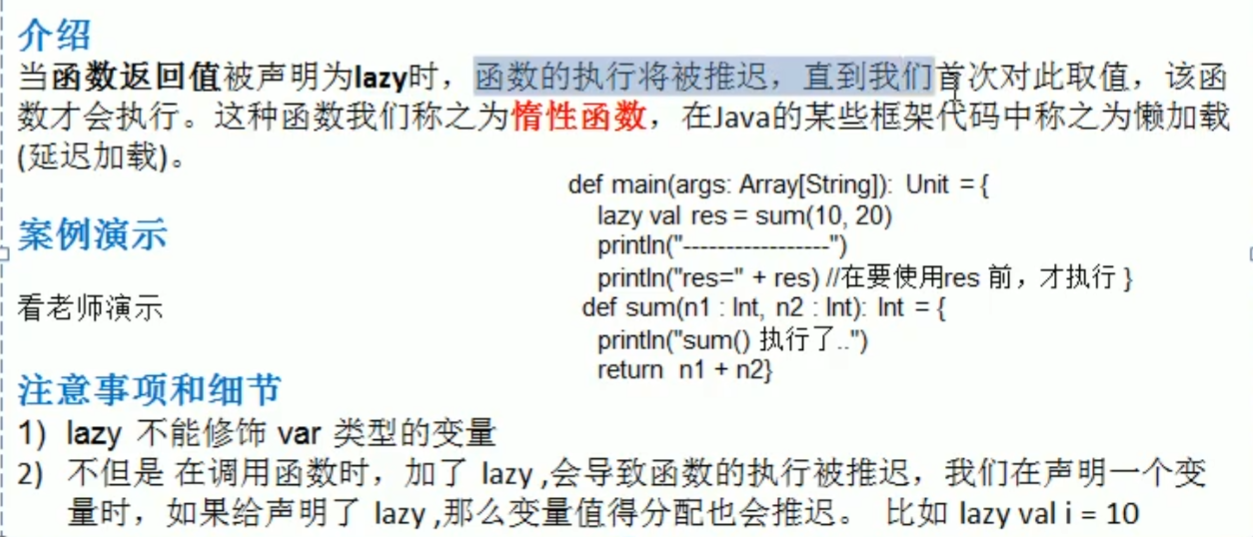 介绍
当函数返回值被声明为lazy时，函数的执行将被推迟，直到我们首次对此取值，该函
数才会执行。这种函数我们称之为惰性函数，在Java的某些框架代码中称之为懒加载
(延迟加载)。
案例演示
看老师演示
def main(args: Array[String]): Unit = {
lazy val res = sum(10, 20)
println("-----------------")
println("res=" + res) //在要使用res 前，才执行 }
def sum(n1 : Int, n2 : Int): Int = {
println("sum() 执行了..")
return n1 + n2}
注意事项和细节
1) lazy 不能修饰 var 类型的变量
2) 不但是 在调用函数时，加了 lazy ,会导致函数的执行被推迟，我们在声明一个变
量时，如果给声明了 lazy ,那么变量值得分配也会推迟。 比如 lazy val i = 10